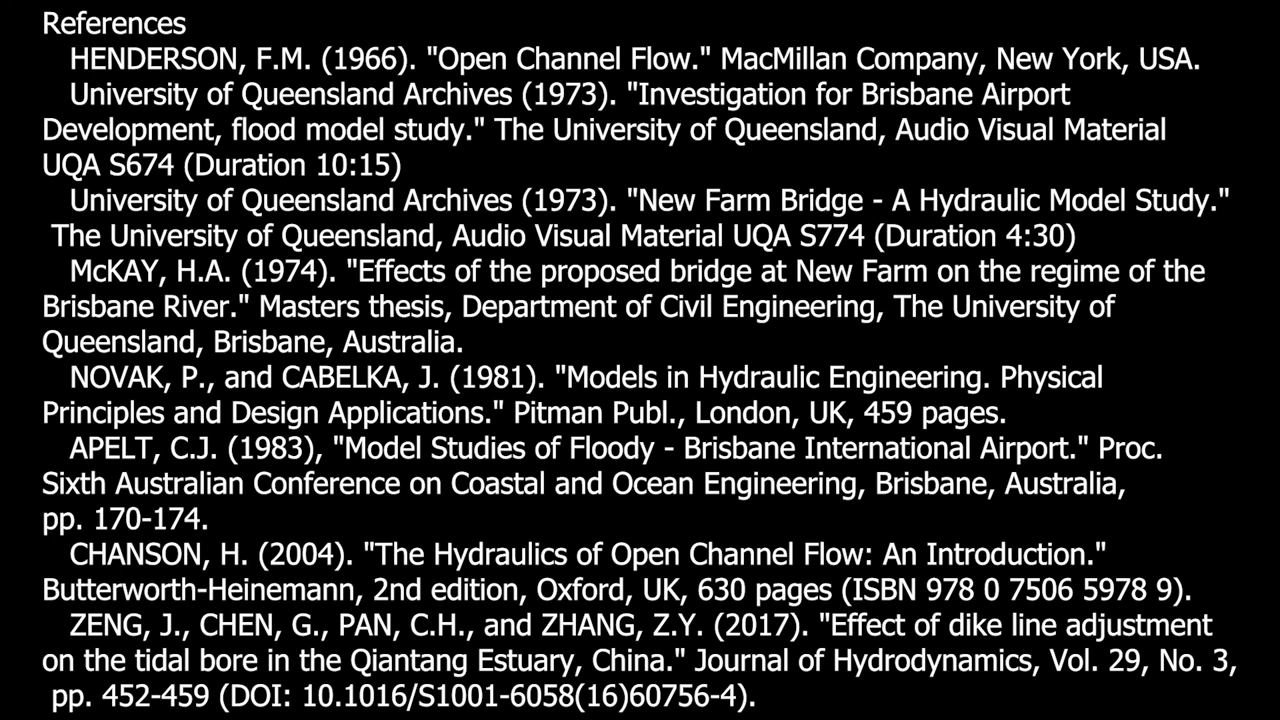 References
HENDERSON, F.M. (1966). "Open Channel Flow." MacMillan Company, New York, USA.
University of Queensland Archives (1973). "Investigation for Brisbane Airport
Development, flood model study." The University of Queensland, Audio Visual Material
UQA S674 (Duration 10:15)
University of Queensland Archives (1973). "New Farm Bridge - A Hydraulic Model Study."
The University of Queensland, Audio Visual Material UQA S774 (Duration 4:30)
McKAY, H.A. (1974). "Effects of the proposed bridge at New Farm on the regime of the
Brisbane River." Masters thesis, Department of Civil Engineering, The University of
Queensland, Brisbane, Australia.
NOVAK, P., and CABELKA, J. (1981). "Models in Hydraulic Engineering. Physical
Principles and Design Applications." Pitman Publ., London, UK, 459 pages.
APELT, C.J. (1983), "Model Studies of Floody - Brisbane International Airport." Proc.
Sixth Australian Conference on Coastal and Ocean Engineering, Brisbane, Australia,
pp. 170-174.
CHANSON, H. (2004). "The Hydraulics of Open Channel Flow: An Introduction."
Butterworth-Heinemann, 2nd edition, Oxford, UK, 630 pages (ISBN 978 0 7506 5978 9).
ZENG, J., CHEN, G., PAN, C.H., and ZHANG, Z.Y. (2017). "Effect of dike line adjustment
on the tidal bore in the Qiantang Estuary, China." Journal of Hydrodynamics, Vol. 29, No. 3,
pp. 452-459 (DOI: 10.1016/S1001-6058(16)60756-4).